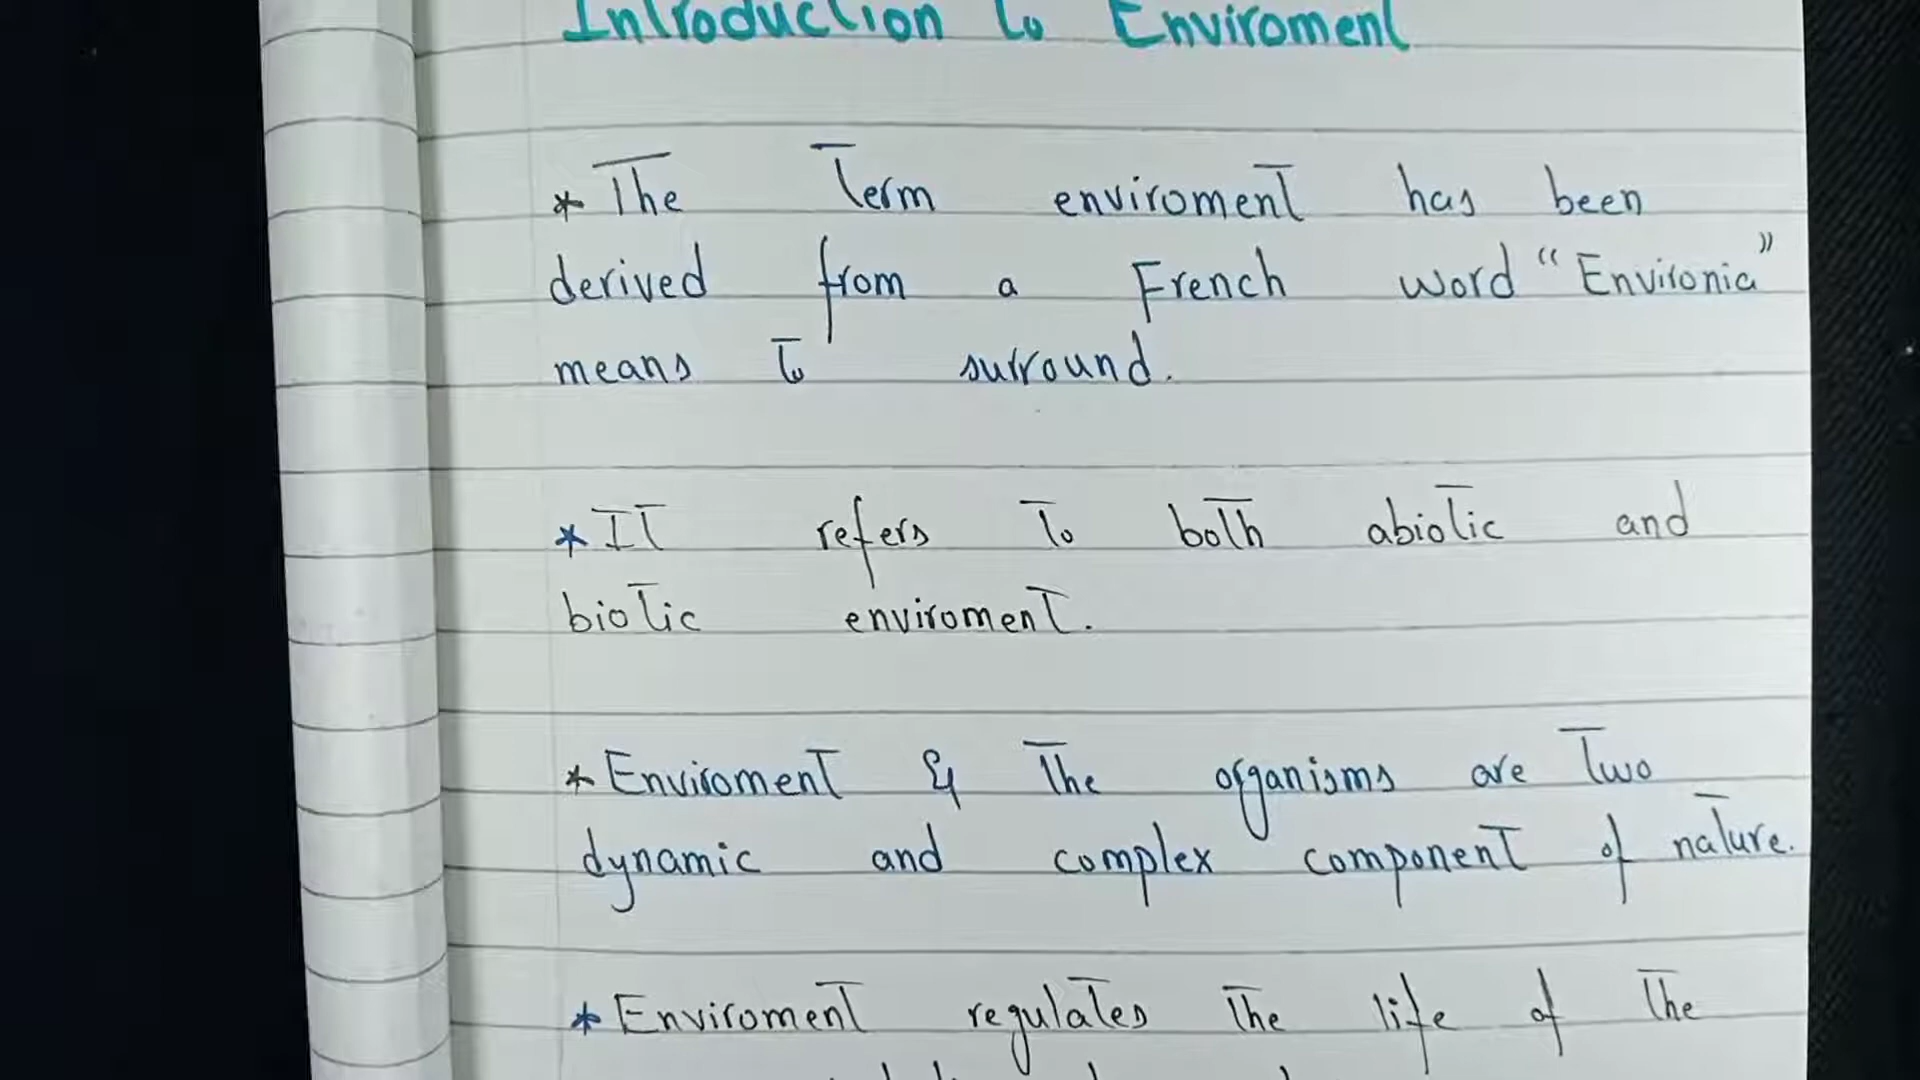 Introduction to Enviroment
* The Term enviroment has been
derived from a French word "Environia"
means to surround.
* It refers to both abiotic and
biotic enviroment.
* Enviroment & the organisms are two
dynamic and complex component of nature.
* Enviroment regulates the life of the